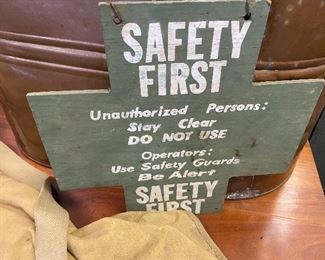 SAFETY
FIRST
Unauthorized Persons:
Stay Clear
DO NOT USE
Operators:
Use Safety Guards
Be Alert
SAFETY
FIRST